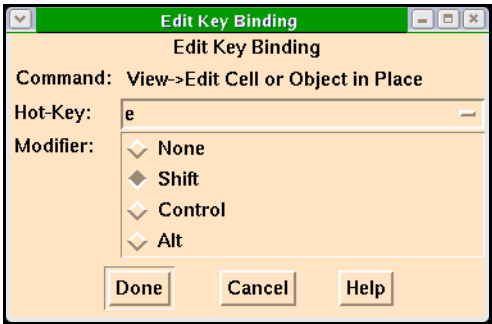 Edit Key Binding
Edit Key Binding
Command: View->Edit Cell or Object in Place
Hot-Key: e
Modifier: None
Shift
Control
Alt
Done Cancel Help